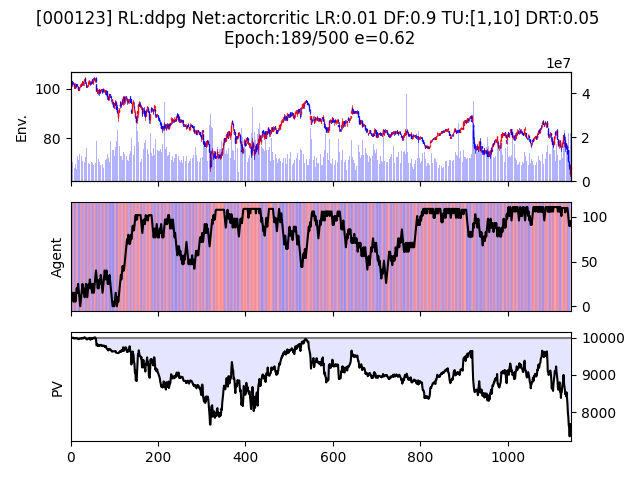 [000123] RL:ddpg Net:actorcritic LR:0.01 DF:0.9 TU:[1,10] DRT:0.05
Epoch:189/500 e=0.62
1e7
100
80
Env.
4
2
0
Agent
100
50
0
PV
10000
9000
8000
0
200
400
600
800
1000